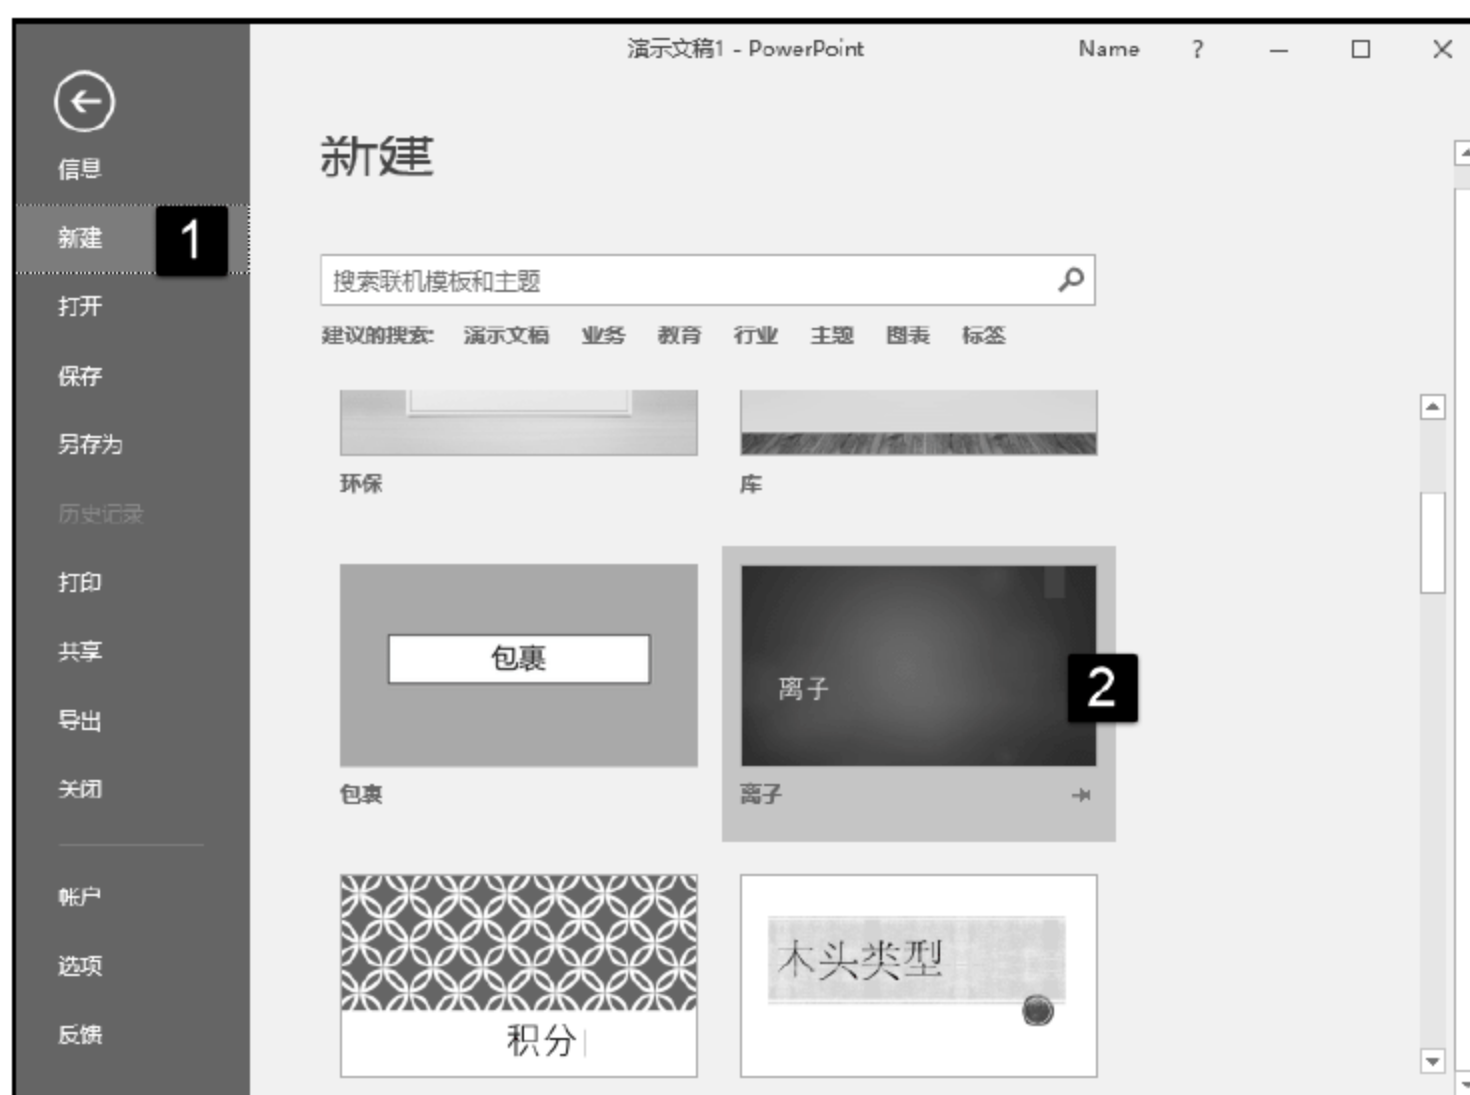 演示文稿1 - PowerPoint Name ?
信息
新建 1
打开
保存
另存为
历史记录
打印
共享
导出
关闭
帐户
选项
反馈
新建
搜索联机模板和主题
建议的搜索: 演示文稿 业务 教育 行业 主题 图表 标签
环保 库
包裹
离子 2
包裹 离子
积分
木头类型